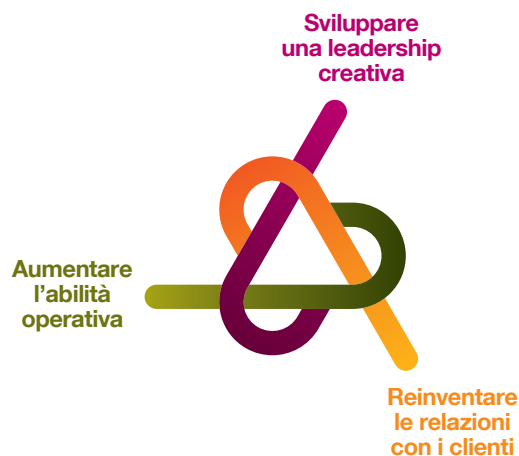 Sviluppare
una leadership
creativa
Aumentare
l’abilità
operativa
Reinventare
le relazioni
con i clienti